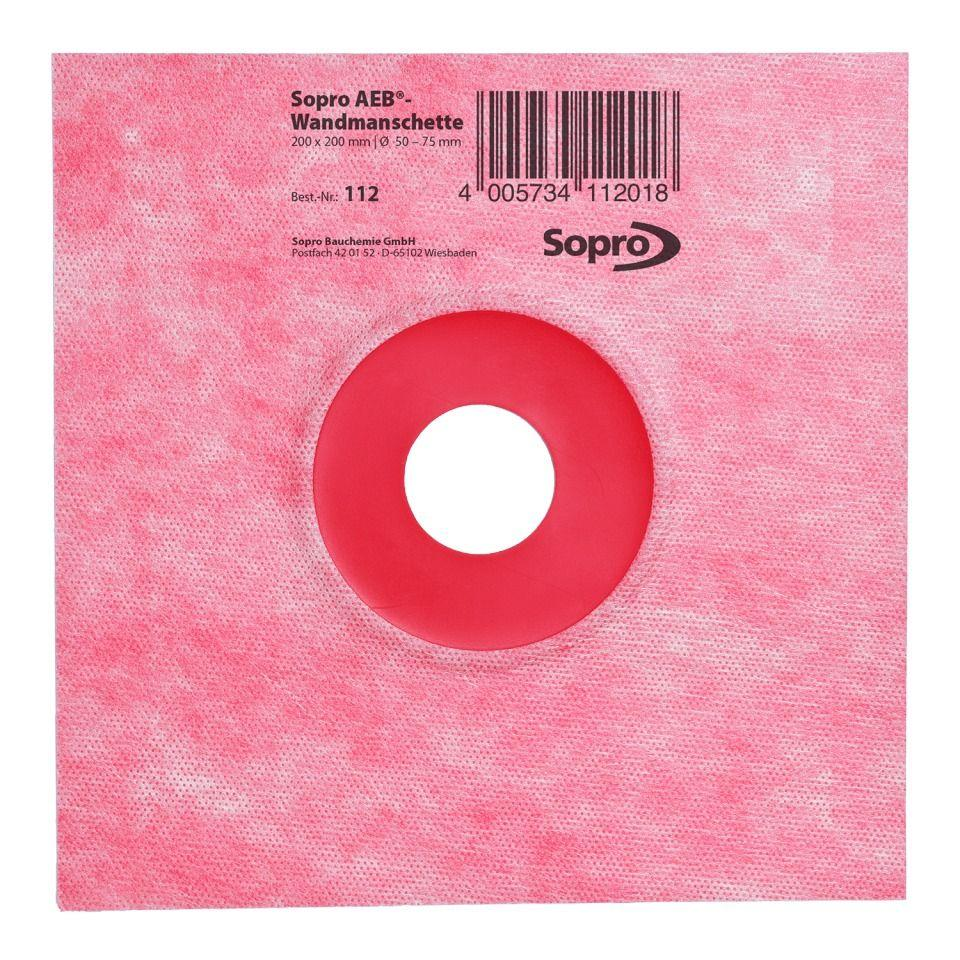 Sopro AEB®-
Wandmanschette
200 x 200 mm | Ø 50 – 75 mm
Best.-Nr.: 112
4 005734 112018
Sopro Bauchemie GmbH
Postfach 42 01 52 · D-65102 Wiesbaden
Sopro